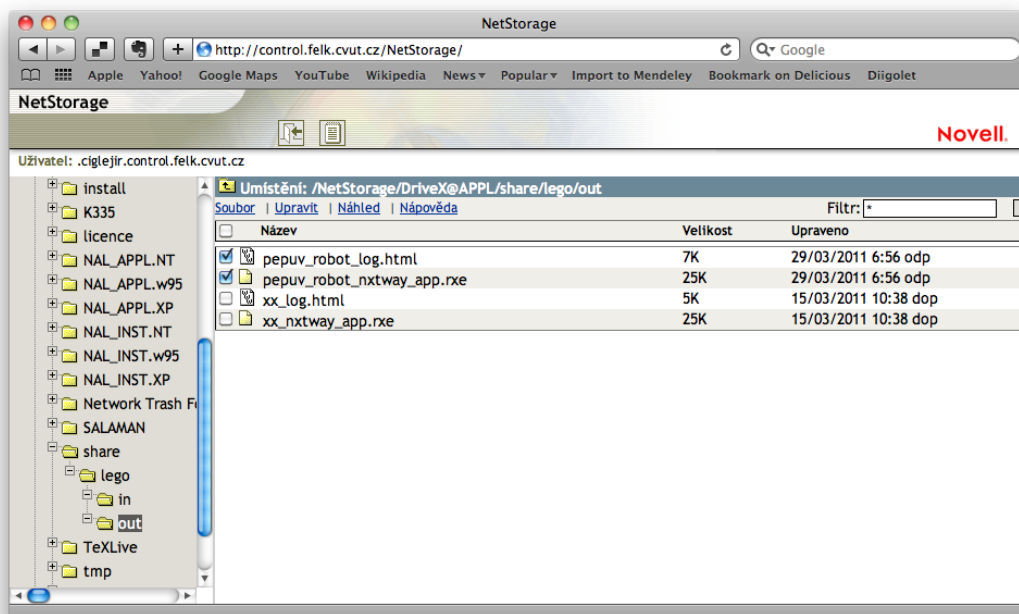 NetStorage
http://control.felk.cvut.cz/NetStorage/
Google
Apple Yahoo! Google Maps YouTube Wikipedia News Popular Import to Mendeley Bookmark on Delicious Diigolet
NetStorage
Novell.
Uživatel: .ciglejir.control.felk.cvut.cz
install
K335
licence
NAL_APPL.NT
NAL_APPL.w95
NAL_APPL.XP
NAL_INST.NT
NAL_INST.w95
NAL_INST.XP
Network Trash
SALAMAN
share
lego
in
out
TeXLive
tmp
Umístění: /NetStorage/DriveX@APPL/share/lego/out
Soubor | Upravit | Náhled | Nápověda Filtr: *
Název Velikost Upraveno
pepuv_robot_log.html 7K 29/03/2011 6:56 odp
pepuv_robot_nxtway_app.rxe 25K 29/03/2011 6:56 odp
xx_log.html 5K 15/03/2011 10:38 dop
xx_nxtway_app.rxe 25K 15/03/2011 10:38 dop